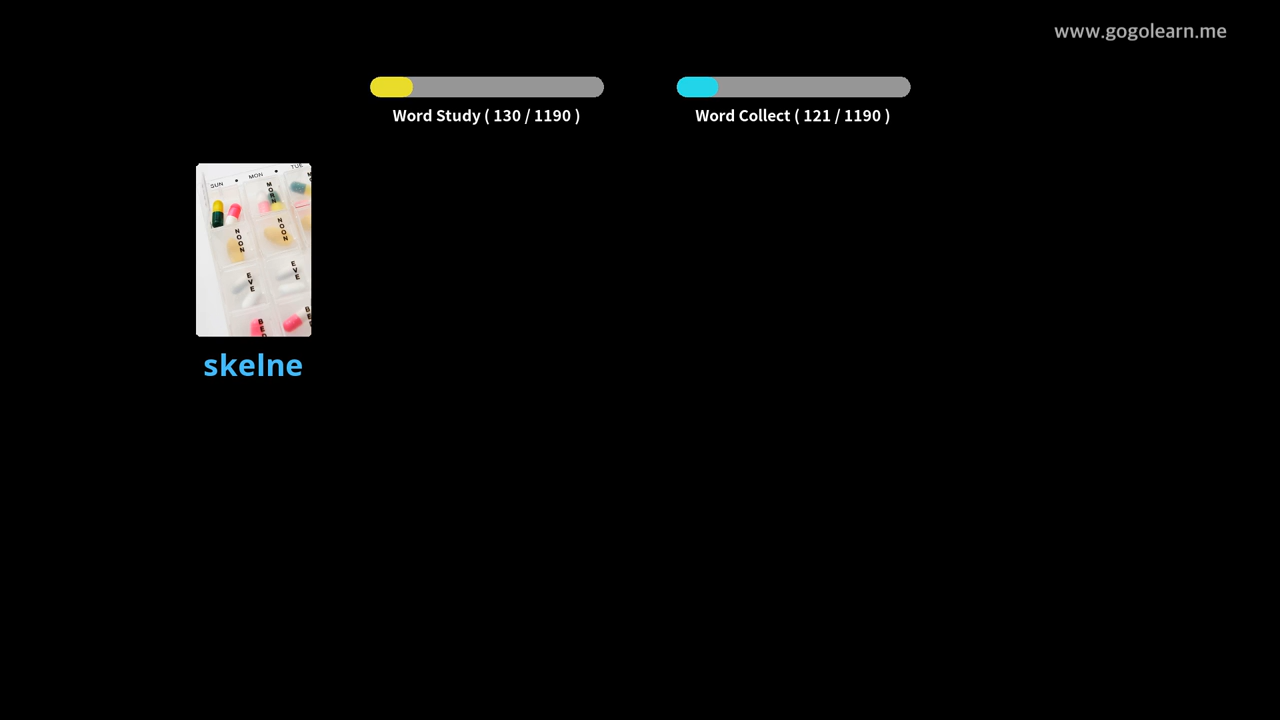 www.gogolearn.me
Word Study ( 130 / 1190 )
Word Collect ( 121 / 1190 )
SUN MON TUE
MORN
NOON NOON
EVE EVE
skelne